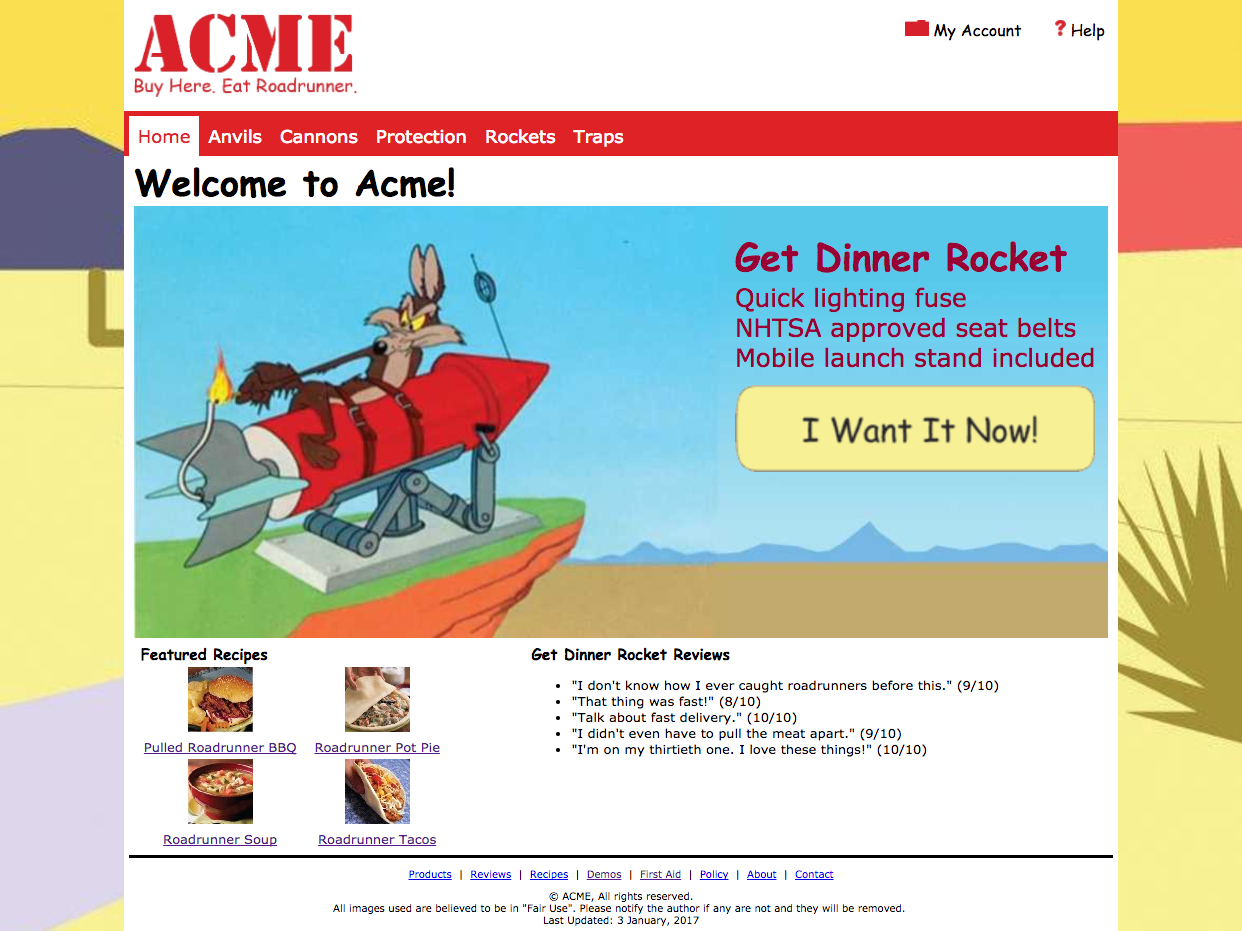 ACME
Buy Here. Eat Roadrunner.
My Account ? Help
Home Anvils Cannons Protection Rockets Traps
Welcome to Acme!
Get Dinner Rocket
Quick lighting fuse
NHTSA approved seat belts
Mobile launch stand included
I Want It Now!
Featured Recipes
Pulled Roadrunner BBQ Roadrunner Pot Pie
Roadrunner Soup Roadrunner Tacos
Get Dinner Rocket Reviews
• "I don't know how I ever caught roadrunners before this." (9/10)
• "That thing was fast!" (8/10)
• "Talk about fast delivery." (10/10)
• "I didn't even have to pull the meat apart." (9/10)
• "I'm on my thirtieth one. I love these things!" (10/10)
Products | Reviews | Recipes | Demos | First Aid | Policy | About | Contact
© ACME, All rights reserved.
All images used are believed to be in "Fair Use". Please notify the author if any are not and they will be removed.
Last Updated: 3 January, 2017